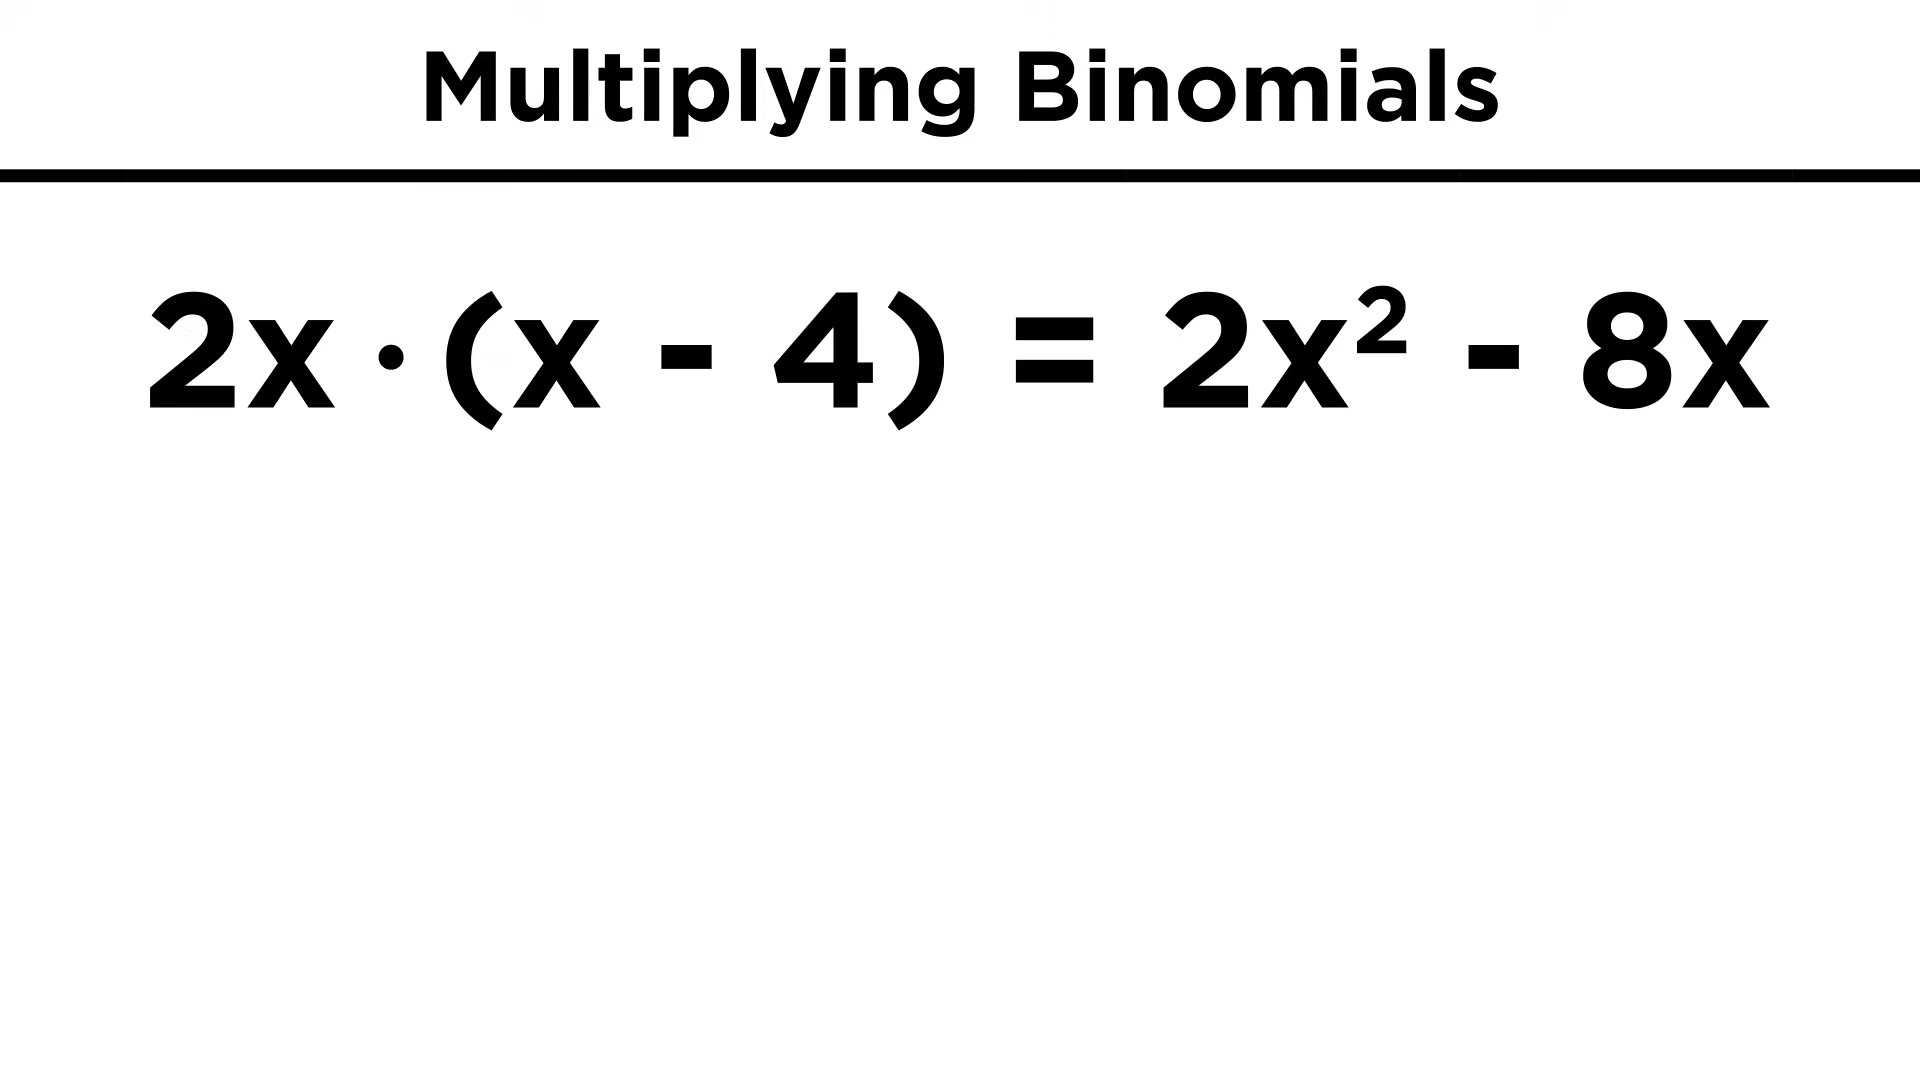 Multiplying Binomials
2x · (x - 4) = 2x² - 8x